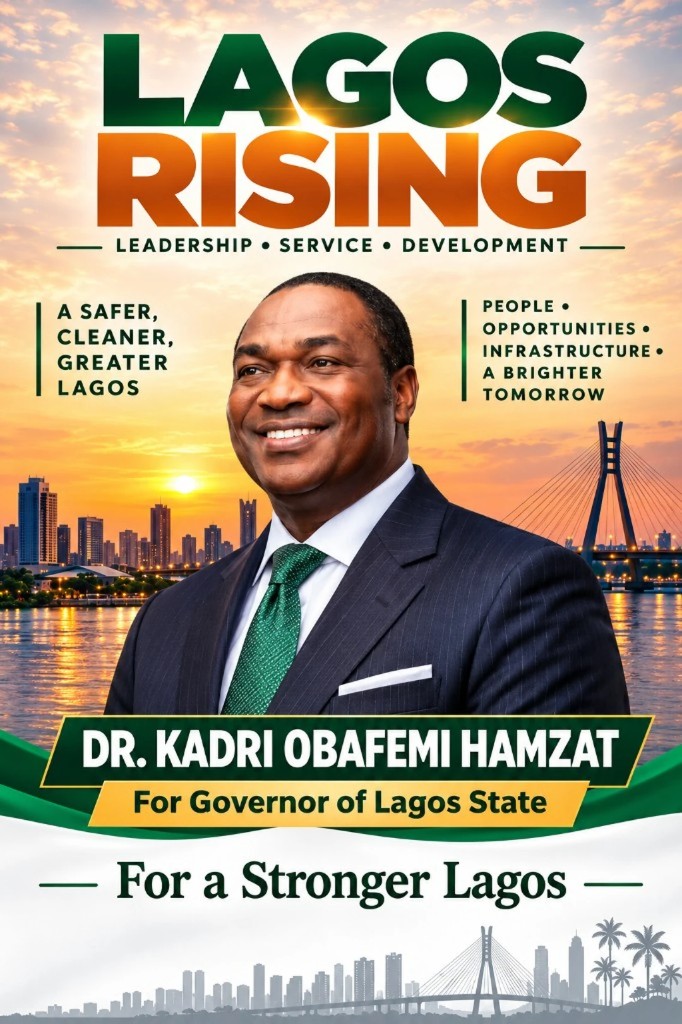 LAGOS
RISING
LEADERSHIP • SERVICE • DEVELOPMENT
A SAFER,
CLEANER,
GREATER
LAGOS
PEOPLE •
OPPORTUNITIES •
INFRASTRUCTURE •
A BRIGHTER
TOMORROW
DR. KADRI OBAFEMI HAMZAT
For Governor of Lagos State
For a Stronger Lagos